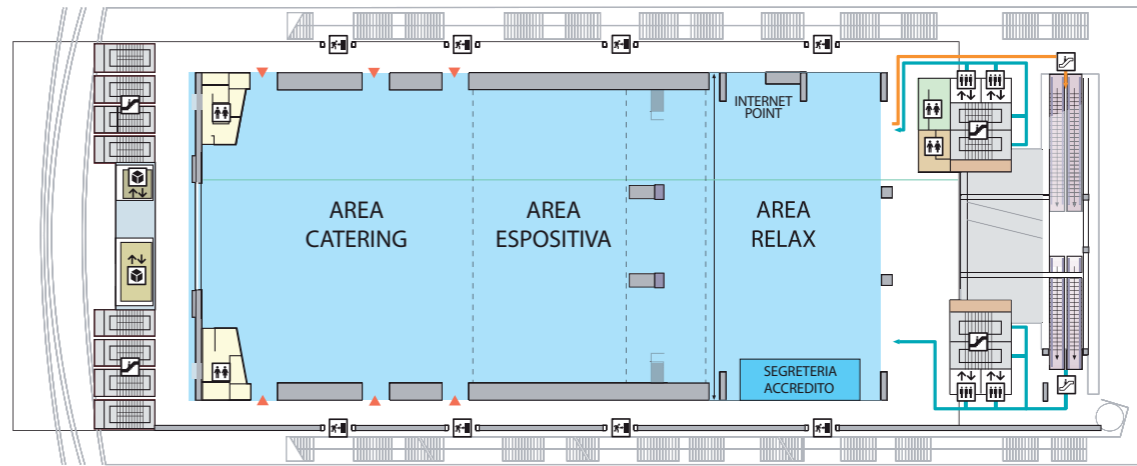 INTERNET
POINT
AREA
CATERING
AREA
ESPOSITIVA
AREA
RELAX
SEGRETERIA
ACCREDITO